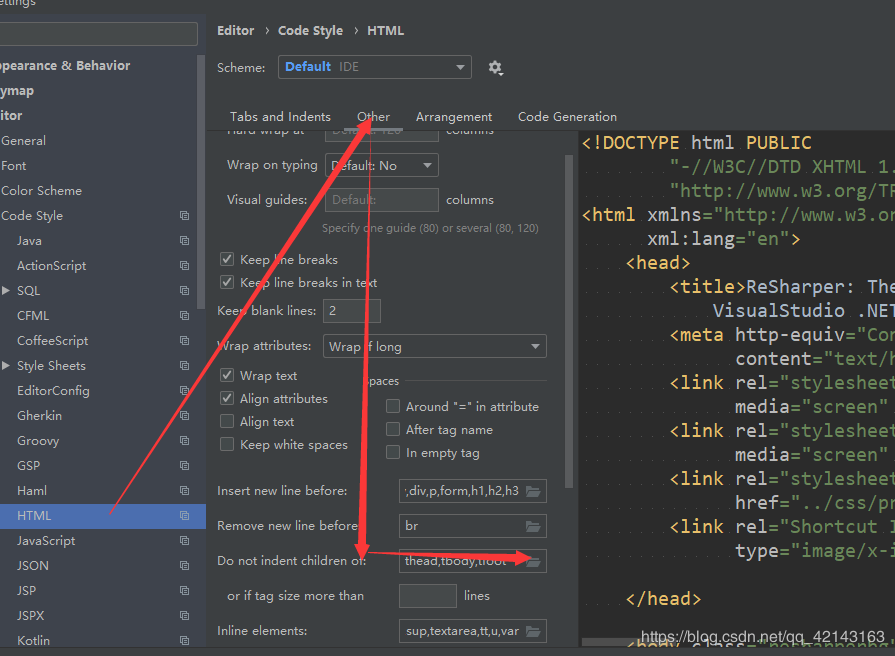 ettings
Editor › Code Style › HTML
ppearance & Behavior
ymap
itor
General
Font
Color Scheme
Code Style
Java
ActionScript
SQL
CFML
CoffeeScript
Style Sheets
EditorConfig
Gherkin
Groovy
GSP
Haml
HTML
JavaScript
JSON
JSP
JSPX
Kotlin
Scheme: Default IDE
Tabs and Indents Other Arrangement Code Generation
Hard wrap at Default: 120 columns
Wrap on typing Default: No
Visual guides: Default: columns
Specify one guide (80) or several (80, 120)
Keep line breaks
Keep line breaks in text
Keep blank lines: 2
Wrap attributes: Wrap if long
Wrap text
Align attributes
Align text
Keep white spaces
Spaces
Around "=" in attribute
After tag name
In empty tag
Insert new line before: ',div,p,form,h1,h2,h3
Remove new line before: br
Do not indent children of: thead,tbody,tfoot
or if tag size more than lines
Inline elements: sup,textarea,tt,u,var
<!DOCTYPE html PUBLIC
"-//W3C//DTD XHTML 1.
"http://www.w3.org/TR
<html xmlns="http://www.w3.or
xml:lang="en">
<head>
<title>ReSharper: The
VisualStudio .NET
<meta http-equiv="Con
content="text/h
<link rel="stylesheet
media="screen"
<link rel="stylesheet
media="screen"
<link rel="stylesheet
href="../css/pr
<link rel="Shortcut I
type="image/x-i
</head>
https://blog.csdn.net/qq_42143163